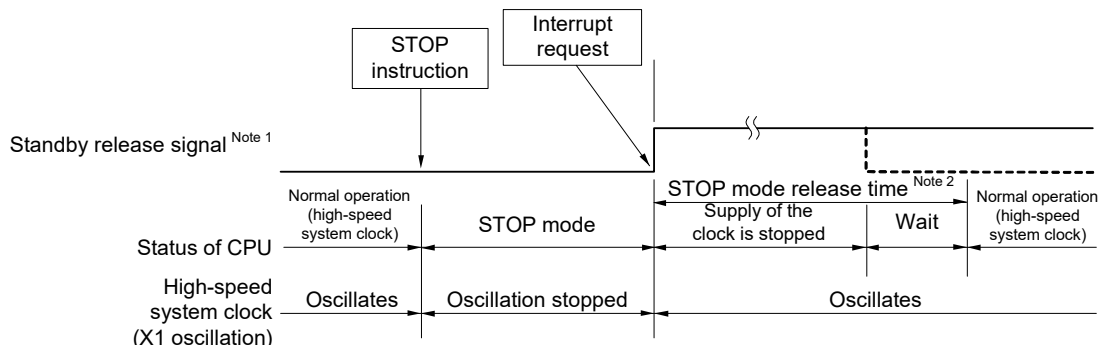 Interrupt
request
STOP
instruction
Standby release signal Note 1
STOP mode release time Note 2
Normal operation
(high-speed
system clock)
STOP mode
Supply of the
clock is stopped
Wait
Normal operation
(high-speed
system clock)
Status of CPU
High-speed
system clock
(X1 oscillation)
Oscillates
Oscillation stopped
Oscillates